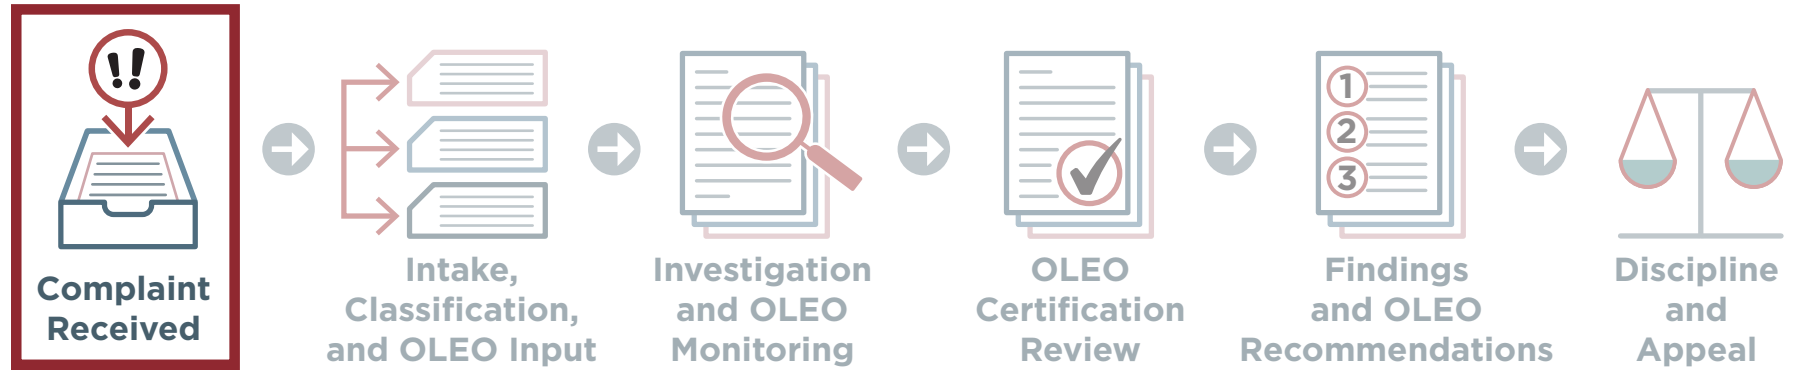 !!
Complaint
Received
Intake,
Classification,
and OLEO Input
Investigation
and OLEO
Monitoring
OLEO
Certification
Review
1
2
3
Findings
and OLEO
Recommendations
Discipline
and
Appeal